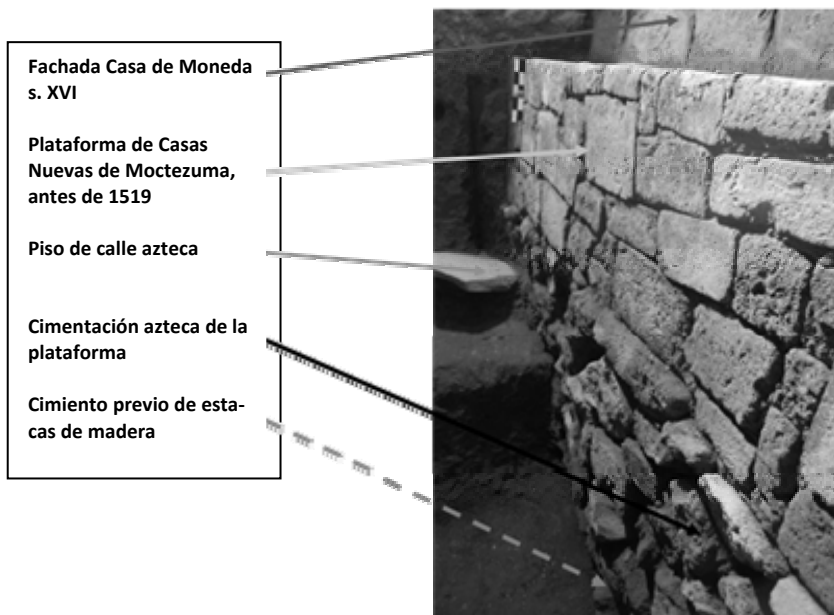 Fachada Casa de Moneda
s. XVI
Plataforma de Casas
Nuevas de Moctezuma,
antes de 1519
Piso de calle azteca
Cimentación azteca de la
plataforma
Cimiento previo de esta-
cas de madera